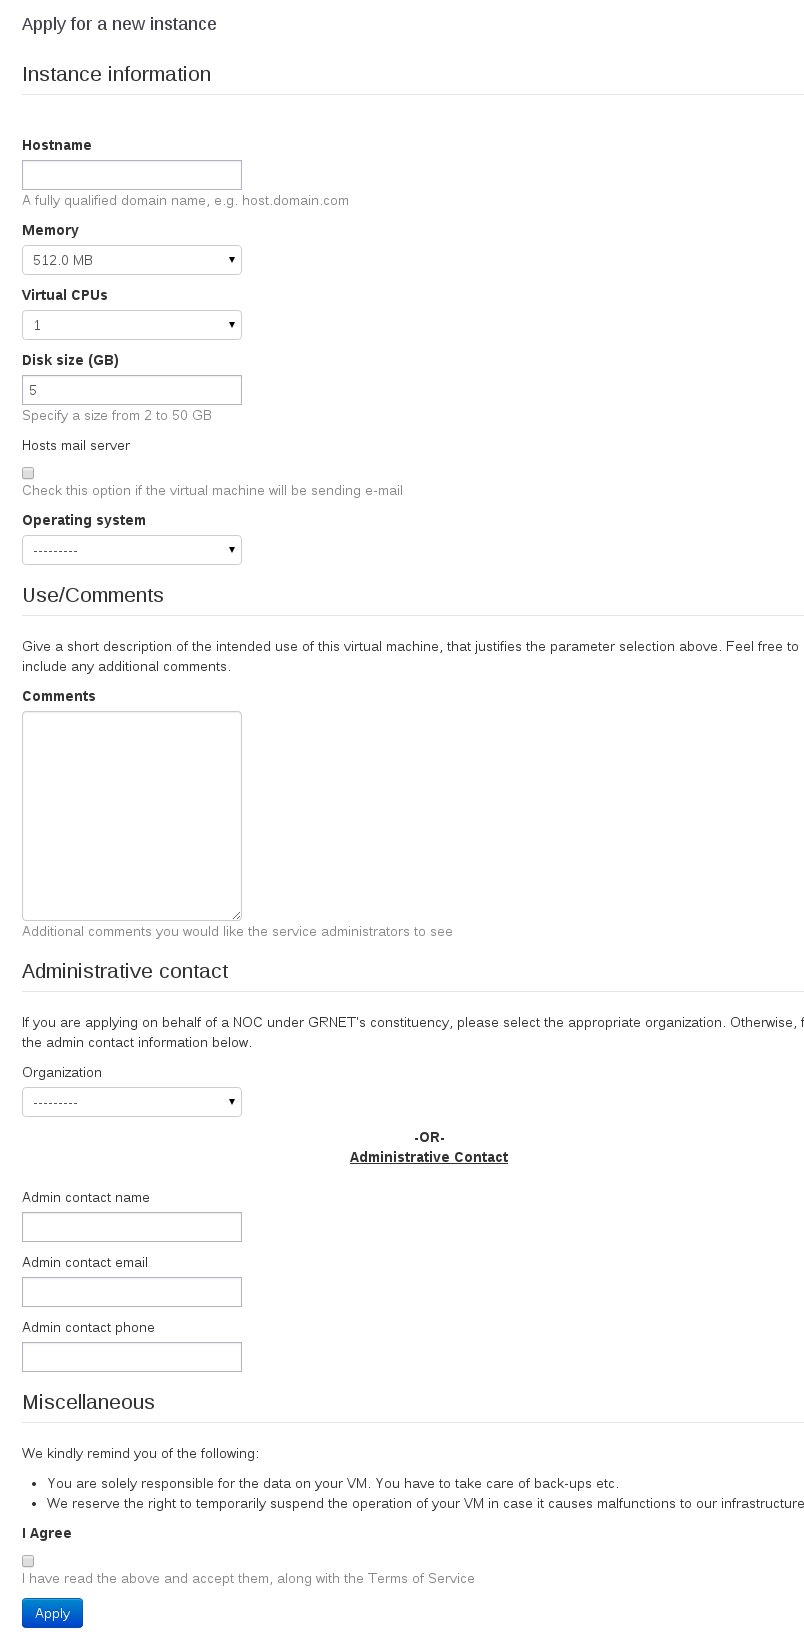 Apply for a new instance
Instance information
Hostname
A fully qualified domain name, e.g. host.domain.com
Memory
512.0 MB
Virtual CPUs
1
Disk size (GB)
5
Specify a size from 2 to 50 GB
Hosts mail server
Check this option if the virtual machine will be sending e-mail
Operating system
---------
Use/Comments
Give a short description of the intended use of this virtual machine, that justifies the parameter selection above. Feel free to
include any additional comments.
Comments
Additional comments you would like the service administrators to see
Administrative contact
If you are applying on behalf of a NOC under GRNET's constituency, please select the appropriate organization. Otherwise,
the admin contact information below.
Organization
---------
-OR-
Administrative Contact
Admin contact name
Admin contact email
Admin contact phone
Miscellaneous
We kindly remind you of the following:
• You are solely responsible for the data on your VM. You have to take care of back-ups etc.
• We reserve the right to temporarily suspend the operation of your VM in case it causes malfunctions to our infrastructure
I Agree
I have read the above and accept them, along with the Terms of Service
Apply